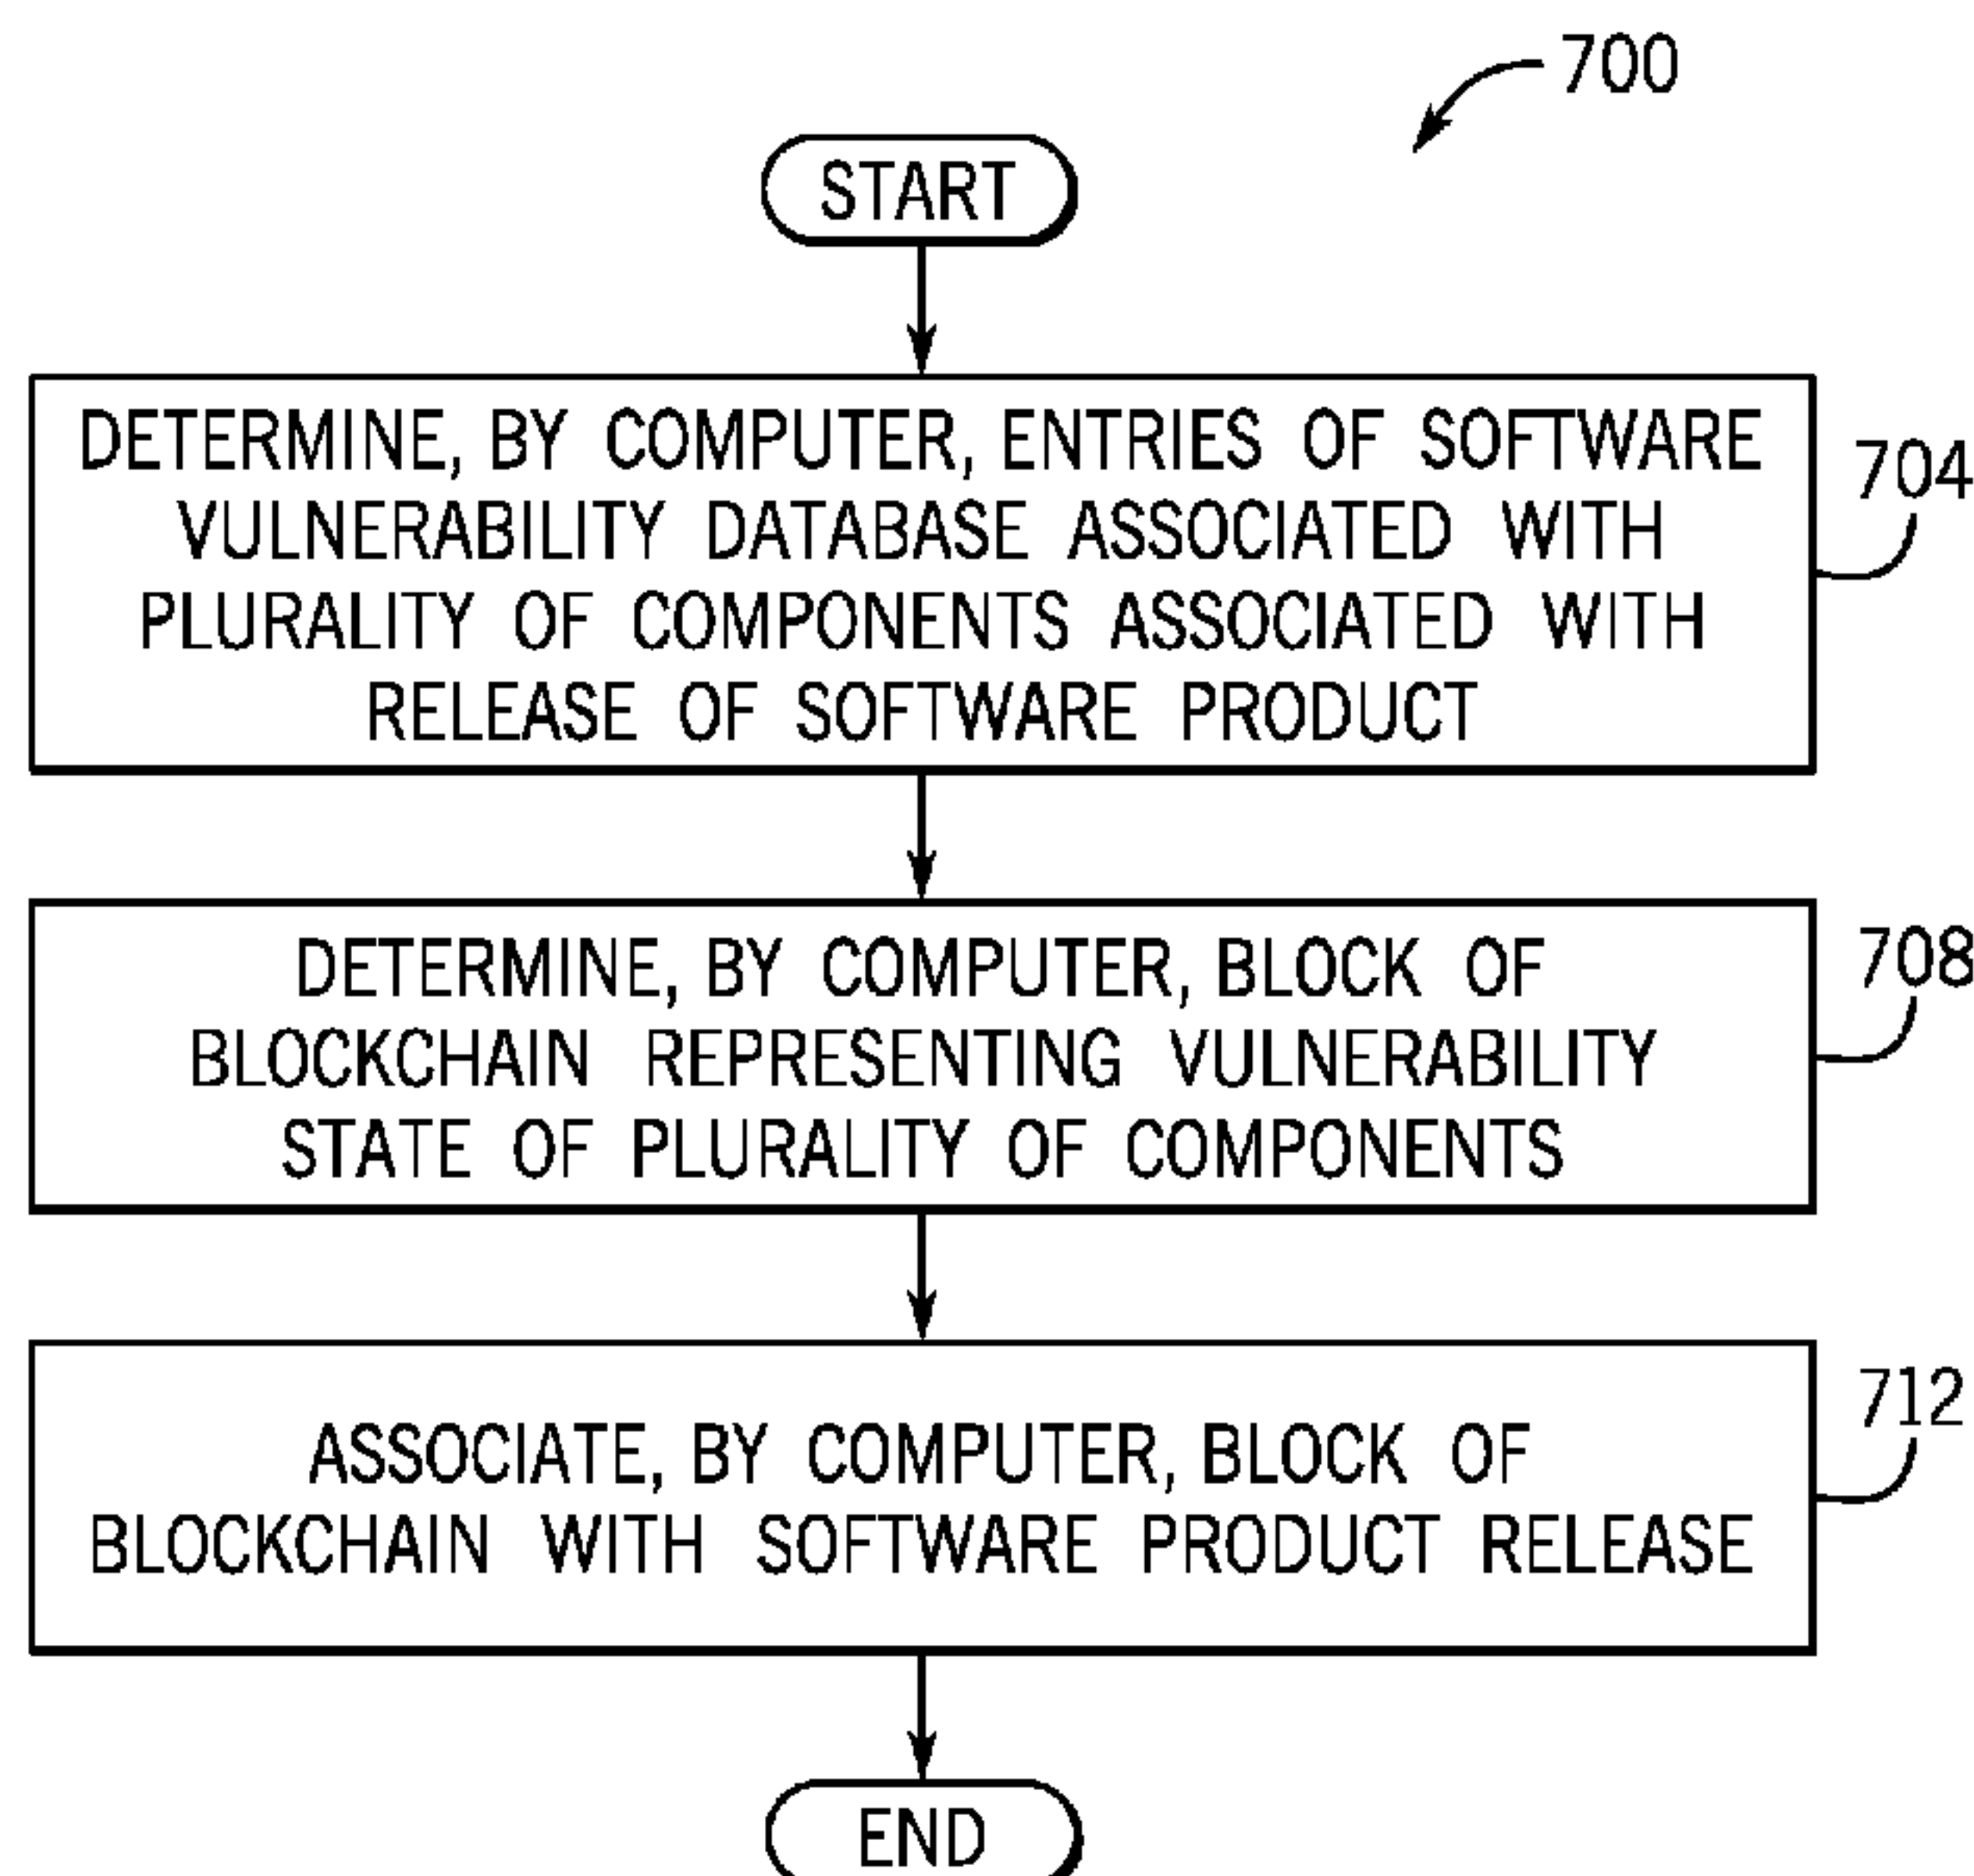 700
START
DETERMINE, BY COMPUTER, ENTRIES OF SOFTWARE
VULNERABILITY DATABASE ASSOCIATED WITH
PLURALITY OF COMPONENTS ASSOCIATED WITH
RELEASE OF SOFTWARE PRODUCT
704
DETERMINE, BY COMPUTER, BLOCK OF
BLOCKCHAIN REPRESENTING VULNERABILITY
STATE OF PLURALITY OF COMPONENTS
708
ASSOCIATE, BY COMPUTER, BLOCK OF
BLOCKCHAIN WITH SOFTWARE PRODUCT RELEASE
712
END